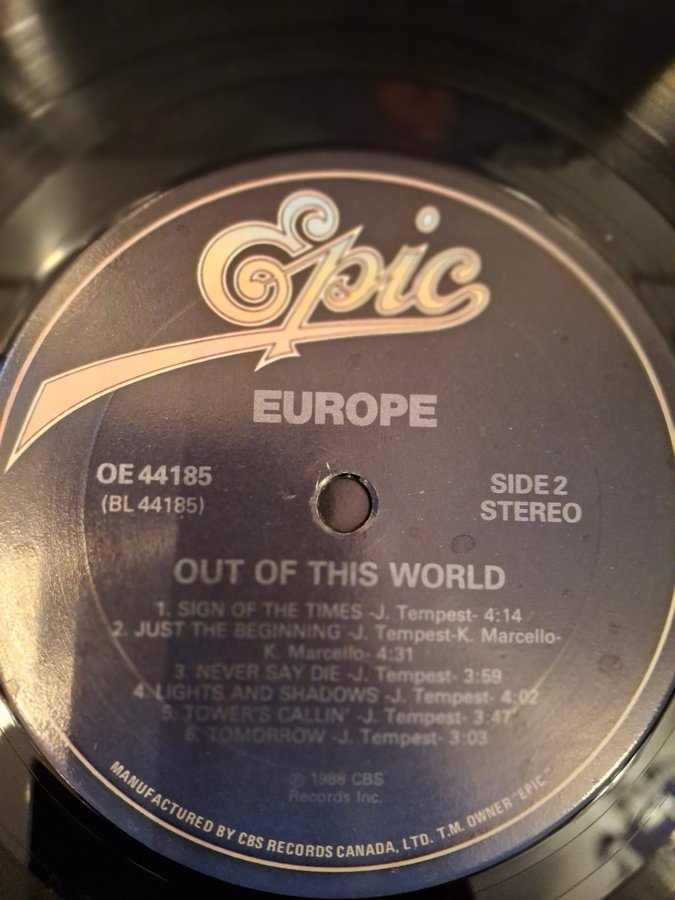 Epic
EUROPE
OE 44185
(BL 44185)
SIDE 2
STEREO
OUT OF THIS WORLD
1. SIGN OF THE TIMES -J. Tempest- 4:14
2. JUST THE BEGINNING -J. Tempest-K. Marcello-
K. Marcello- 4:31
3. NEVER SAY DIE -J. Tempest- 3:59
4. LIGHTS AND SHADOWS -J. Tempest- 4:02
5. TOWER'S CALLIN' -J. Tempest- 3:47
6. TOMORROW -J. Tempest- 3:03
℗ 1988 CBS
Records Inc.
MANUFACTURED BY CBS RECORDS CANADA, LTD. T.M. OWNER "EPIC"